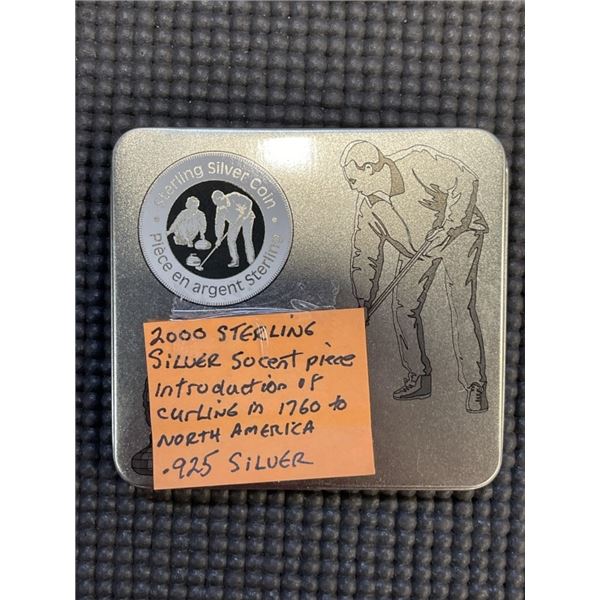 Sterling Silver Coin
Pièce en argent Sterling
2000 STERLING
SILVER 50cent piece
introduction of
CURLING in 1760 to
NORTH AMERICA
.925 SILVER